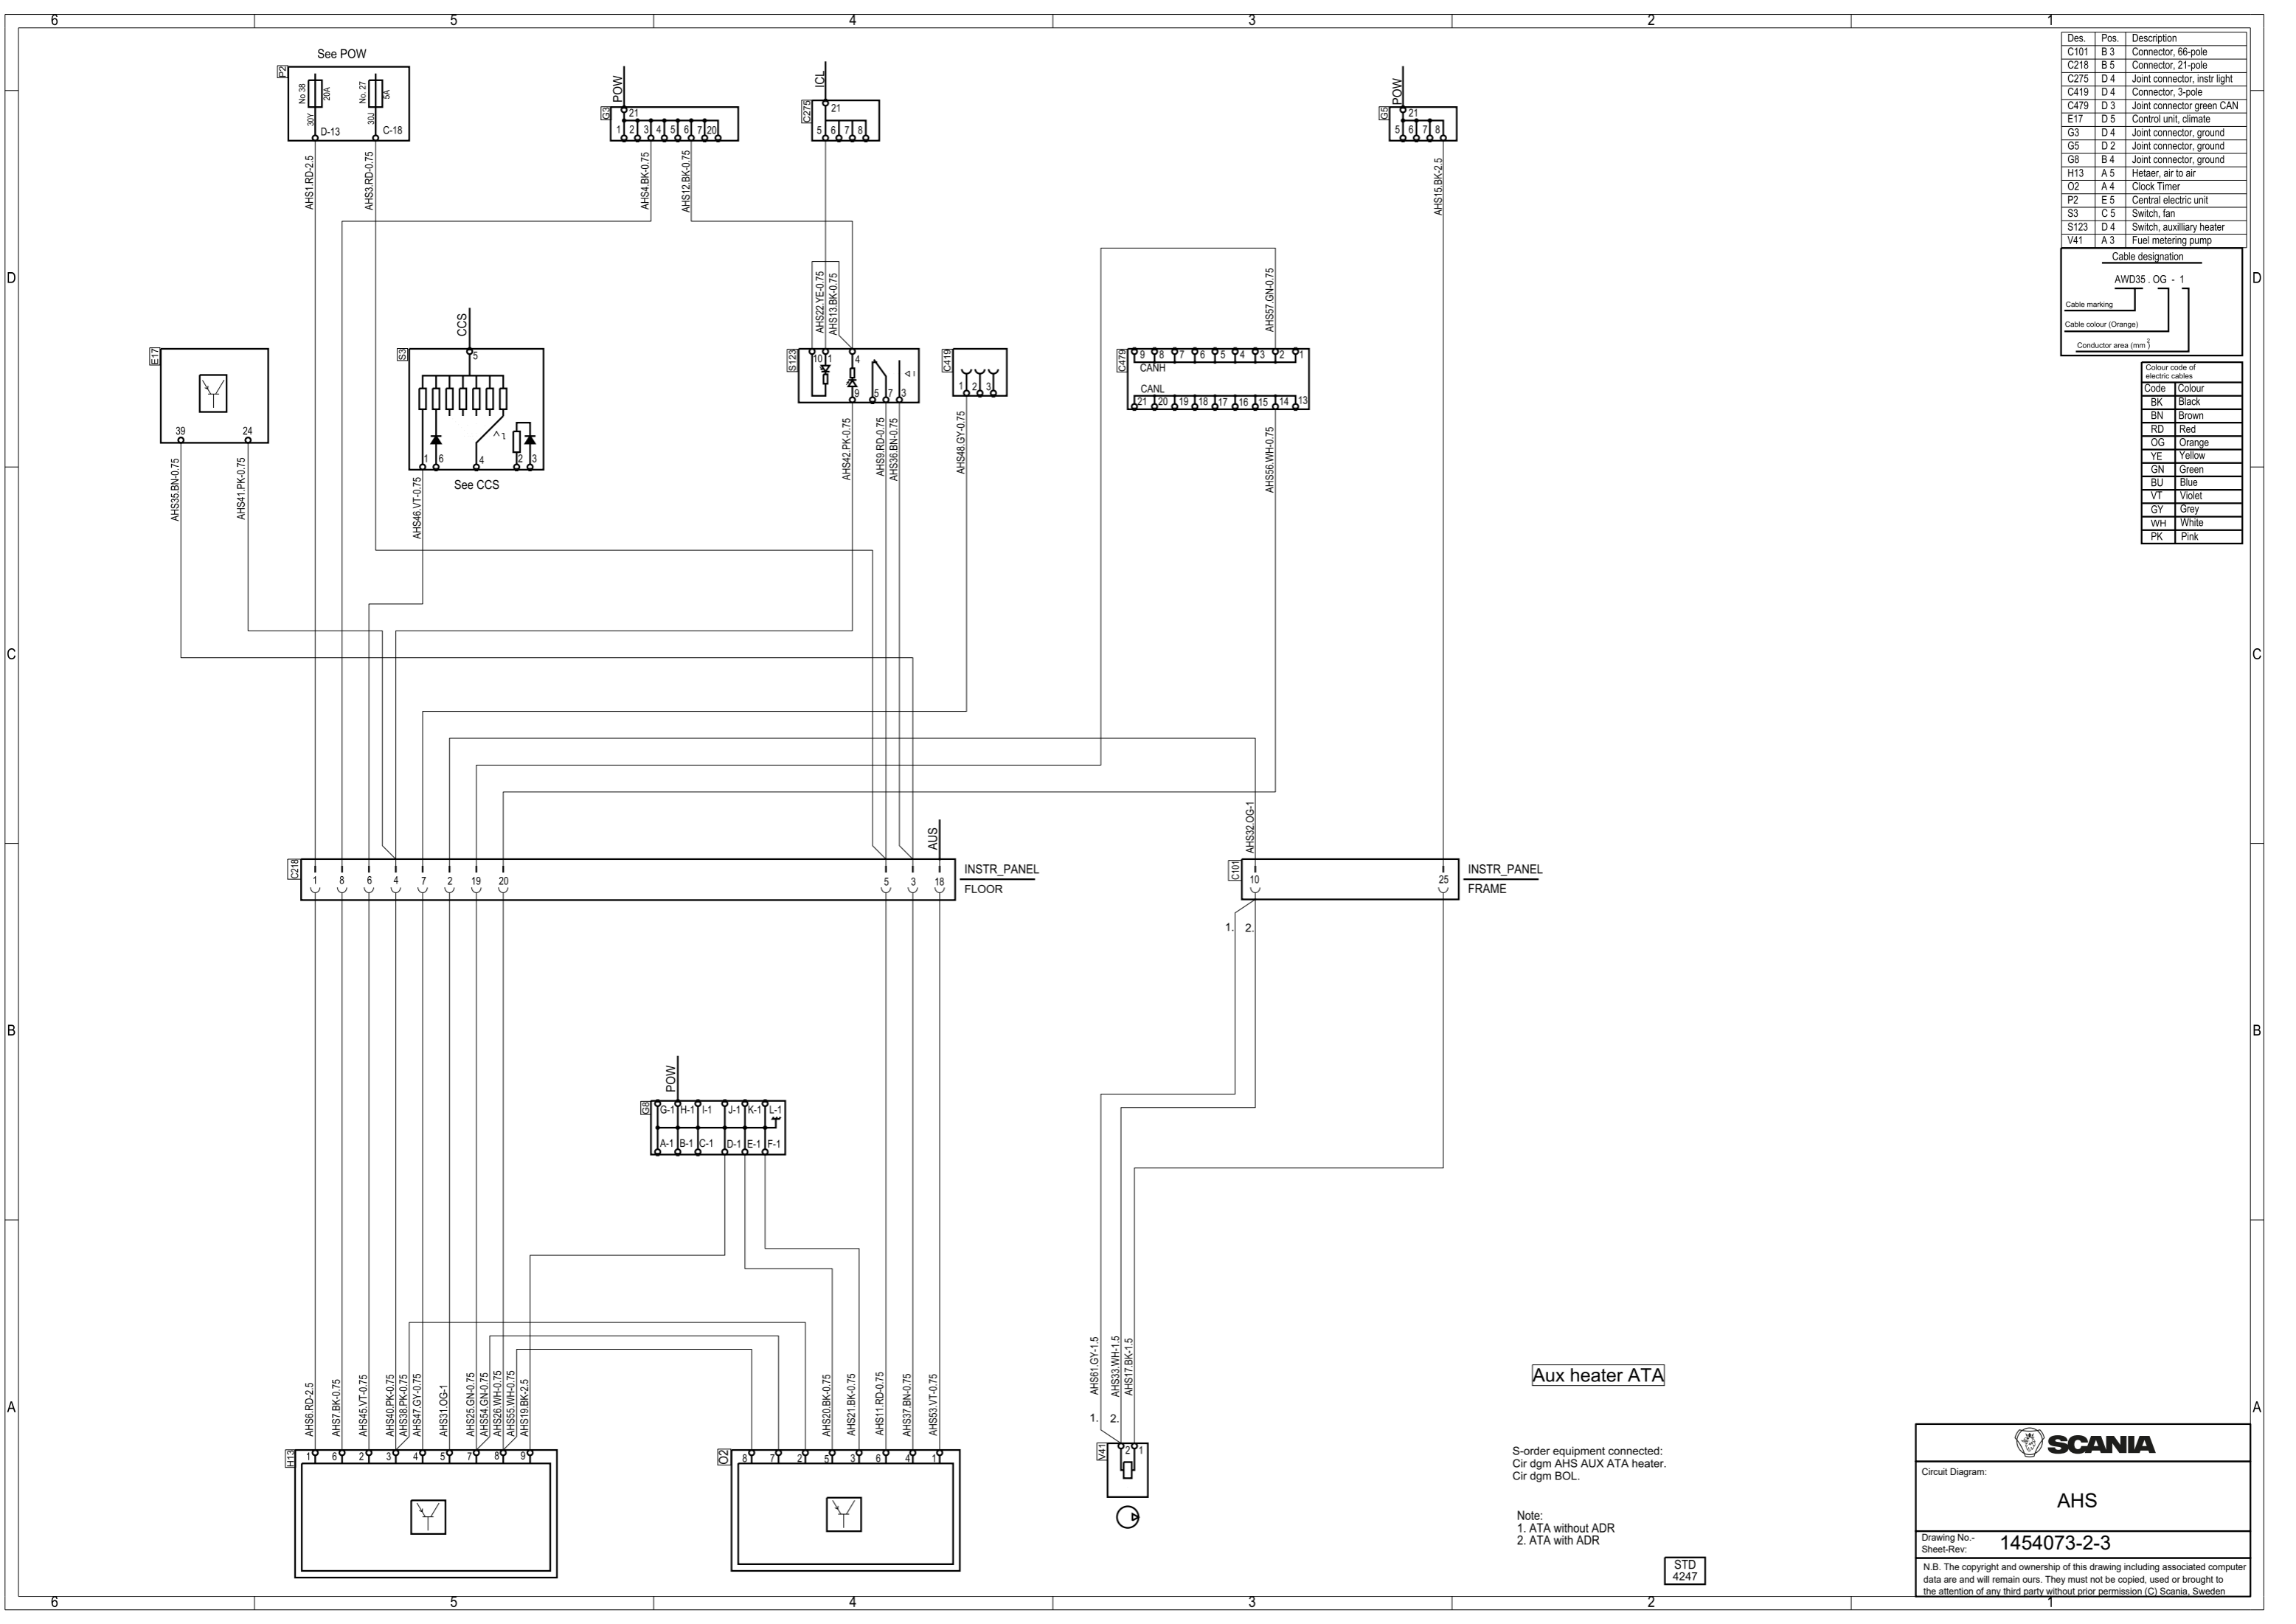 6 5 4 3 2 1
See POW
P2
No 38
20A
30Y
D-13
No. 27
5A
30J
C-18
AHS1.RD-2.5
AHS3.RD-0.75
POW
G3
21
1 2 3 4 5 6 7 20
AHS4.BK-0.75
AHS12.BK-0.75
ICL
C275
21
5 6 7 8
POW
G5
21
5 6 7 8
AHS15.BK-2.5
Des. Pos. Description
C101 B 3 Connector, 66-pole
C218 B 5 Connector, 21-pole
C275 D 4 Joint connector, instr light
C419 D 4 Connector, 3-pole
C479 D 3 Joint connector green CAN
E17 D 5 Control unit, climate
G3 D 4 Joint connector, ground
G5 D 2 Joint connector, ground
G8 B 4 Joint connector, ground
H13 A 5 Hetaer, air to air
O2 A 4 Clock Timer
P2 E 5 Central electric unit
S3 C 5 Switch, fan
S123 D 4 Switch, auxilliary heater
V41 A 3 Fuel metering pump
Cable designation
AWD35 . OG - 1
Cable marking
Cable colour (Orange)
Conductor area (mm 2)
Colour code of
electric cables
Code Colour
BK Black
BN Brown
RD Red
OG Orange
YE Yellow
GN Green
BU Blue
VT Violet
GY Grey
WH White
PK Pink
D D
E17
39 24
AHS35.BN-0.75
AHS41.PK-0.75
CCS
S3
5
1 6 4 2 3
See CCS
AHS46.VT-0.75
AHS22.YE-0.75
AHS13.BK-0.75
S123
10 1 4
9 5 7 3
AHS42.PK-0.75
AHS9.RD-0.75
AHS36.BN-0.75
C419
1 2 3
AHS48.GY-0.75
AHS57.GN-0.75
C479
9 8 7 6 5 4 3 2 1
CANH
CANL
21 20 19 18 17 16 15 14 13
AHS56.WH-0.75
C C
AHS32.OG-1
AUS
C218
1 8 6 4 7 2 19 20 5 3 18
INSTR_PANEL
FLOOR
C101
10 25
INSTR_PANEL
FRAME
1. 2.
B B
POW
G8
G-1 H-1 I-1 J-1 K-1 L-1
A-1 B-1 C-1 D-1 E-1 F-1
A A
AHS6.RD-2.5
AHS7.BK-0.75
AHS45.VT-0.75
AHS40.PK-0.75
AHS38.PK-0.75
AHS47.GY-0.75
AHS31.OG-1
AHS25.GN-0.75
AHS54.GN-0.75
AHS26.WH-0.75
AHS55.WH-0.75
AHS19.BK-2.5
H13
1 6 2 3 4 5 7 8 9
AHS20.BK-0.75
AHS21.BK-0.75
AHS11.RD-0.75
AHS37.BN-0.75
AHS53.VT-0.75
O2
8 7 2 5 3 6 4 1
AHS61.GY-1.5
AHS33.WH-1.5
AHS17.BK-1.5
1. 2.
V41
2 1
Aux heater ATA
S-order equipment connected:
Cir dgm AHS AUX ATA heater.
Cir dgm BOL.
Note:
1. ATA without ADR
2. ATA with ADR
STD
4247
SCANIA
Circuit Diagram:
AHS
Drawing No.-
Sheet-Rev:
1454073-2-3
N.B. The copyright and ownership of this drawing including associated computer
data are and will remain ours. They must not be copied, used or brought to
the attention of any third party without prior permission (C) Scania, Sweden
6 5 4 3 2 1